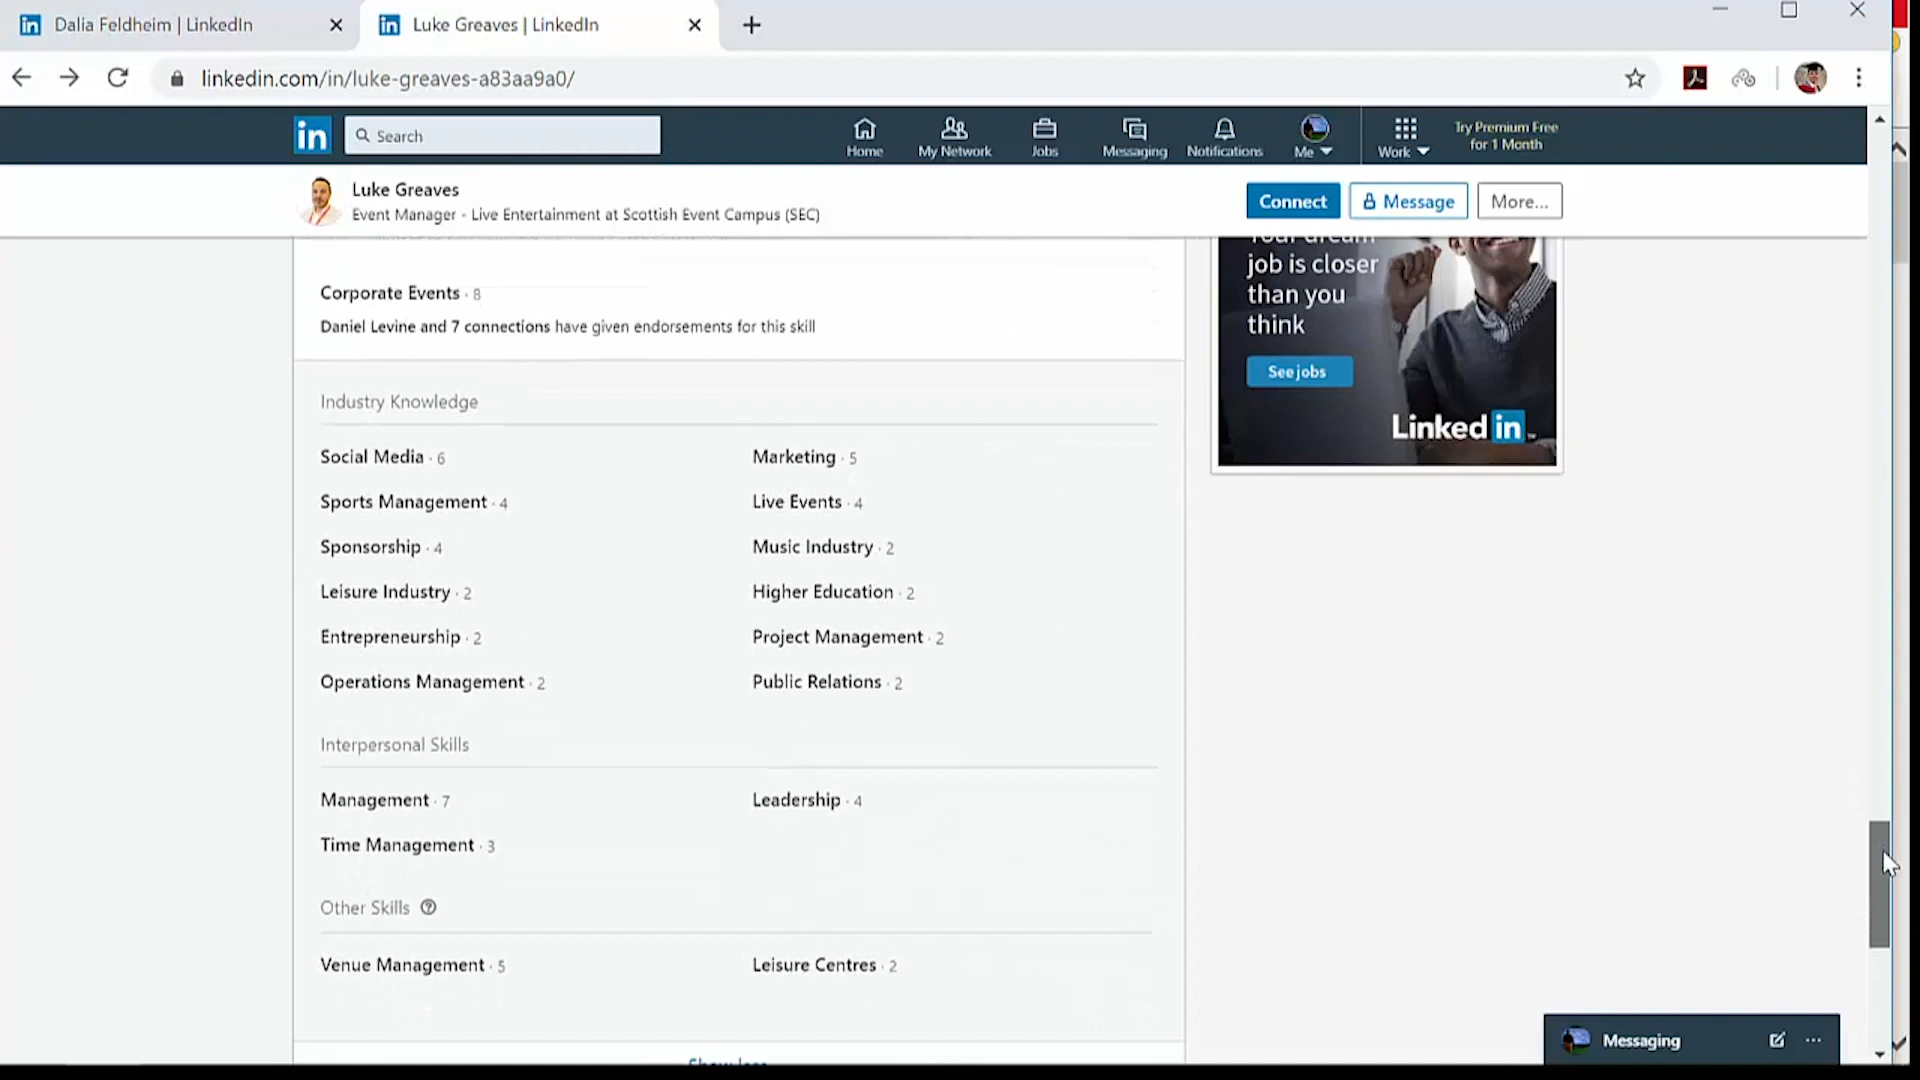 Dalia Feldheim | LinkedIn
Luke Greaves | LinkedIn
linkedin.com/in/luke-greaves-a83aa9a0/
in
Search
Home
My Network
Jobs
Messaging
Notifications
Me
Work
Try Premium Free
for 1 Month
Luke Greaves
Event Manager - Live Entertainment at Scottish Event Campus (SEC)
Connect
Message
More...
Corporate Events · 8
Daniel Levine and 7 connections have given endorsements for this skill
Your dream
job is closer
than you
think
See jobs
Linked in
Industry Knowledge
Social Media · 6
Marketing · 5
Sports Management · 4
Live Events · 4
Sponsorship · 4
Music Industry · 2
Leisure Industry · 2
Higher Education · 2
Entrepreneurship · 2
Project Management · 2
Operations Management · 2
Public Relations · 2
Interpersonal Skills
Management · 7
Leadership · 4
Time Management · 3
Other Skills
Venue Management · 5
Leisure Centres · 2
Show less
Messaging